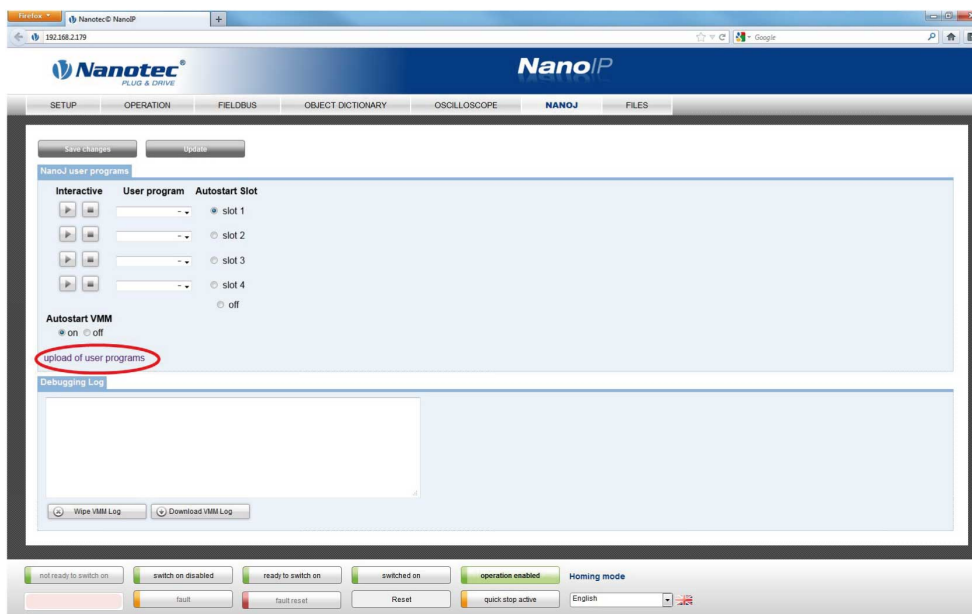 Firefox
Nanotec© NanoIP
192.168.2.179
Google
Nanotec®
PLUG & DRIVE
NanoIP
SETUP OPERATION FIELDBUS OBJECT DICTIONARY OSCILLOSCOPE NANOJ FILES
Save changes Update
NanoJ user programs
Interactive User program Autostart Slot
- slot 1
- slot 2
- slot 3
- slot 4
off
Autostart VMM
on off
upload of user programs
Debugging Log
Wipe VMM Log Download VMM Log
not ready to switch on switch on disabled ready to switch on switched on operation enabled Homing mode
fault fault reset Reset quick stop active English